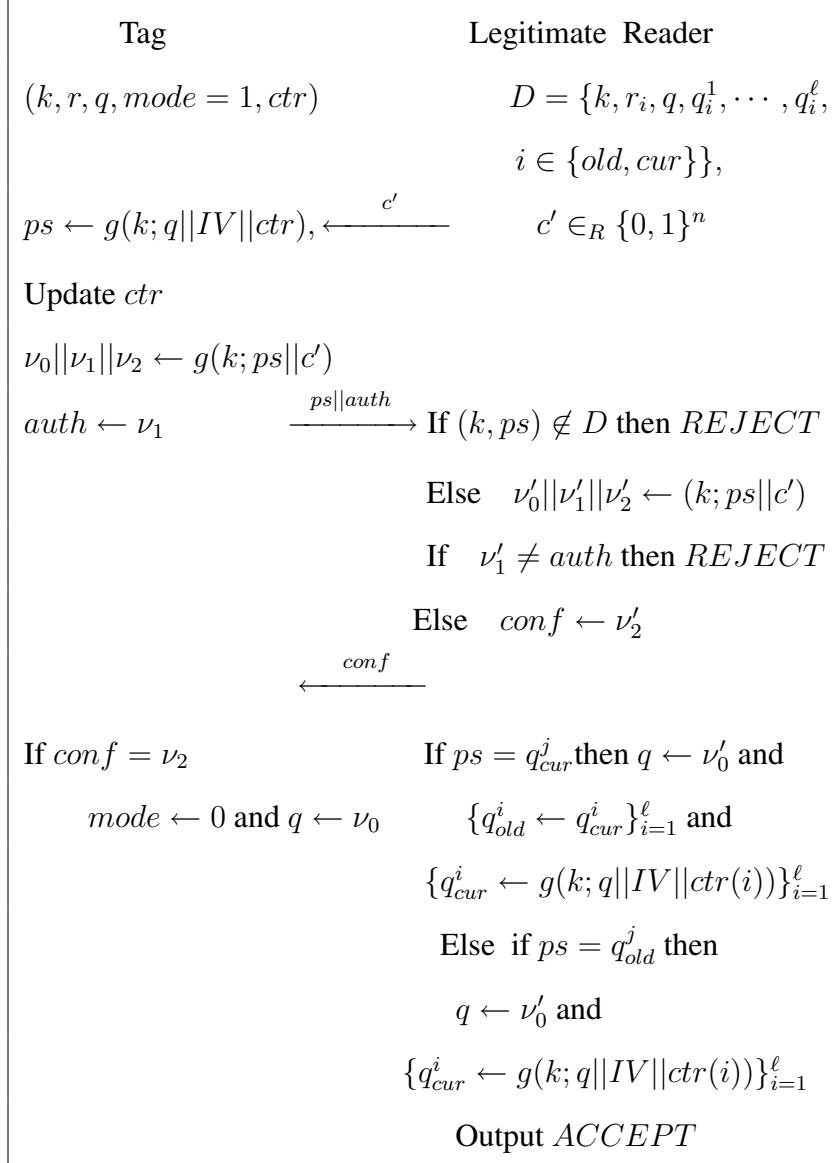 Tag Legitimate Reader
(k, r, q, mode = 1, ctr) D = {k, r_i, q, q_i^1, ⋯ , q_i^ℓ,
i ∈ {old, cur}},
ps ← g(k; q||IV||ctr), ←c′ c′ ∈_R {0, 1}^n
Update ctr
ν_0||ν_1||ν_2 ← g(k; ps||c′)
auth ← ν_1 ps||auth→ If (k, ps) ∉ D then REJECT
Else ν′_0||ν′_1||ν′_2 ← (k; ps||c′)
If ν′_1 ≠ auth then REJECT
Else conf ← ν′_2
←conf
If conf = ν_2 If ps = q_cur^j then q ← ν′_0 and
mode ← 0 and q ← ν_0 {q_old^i ← q_cur^i}_{i=1}^ℓ and
{q_cur^i ← g(k; q||IV||ctr(i))}_{i=1}^ℓ
Else if ps = q_old^j then
q ← ν′_0 and
{q_cur^i ← g(k; q||IV||ctr(i))}_{i=1}^ℓ
Output ACCEPT